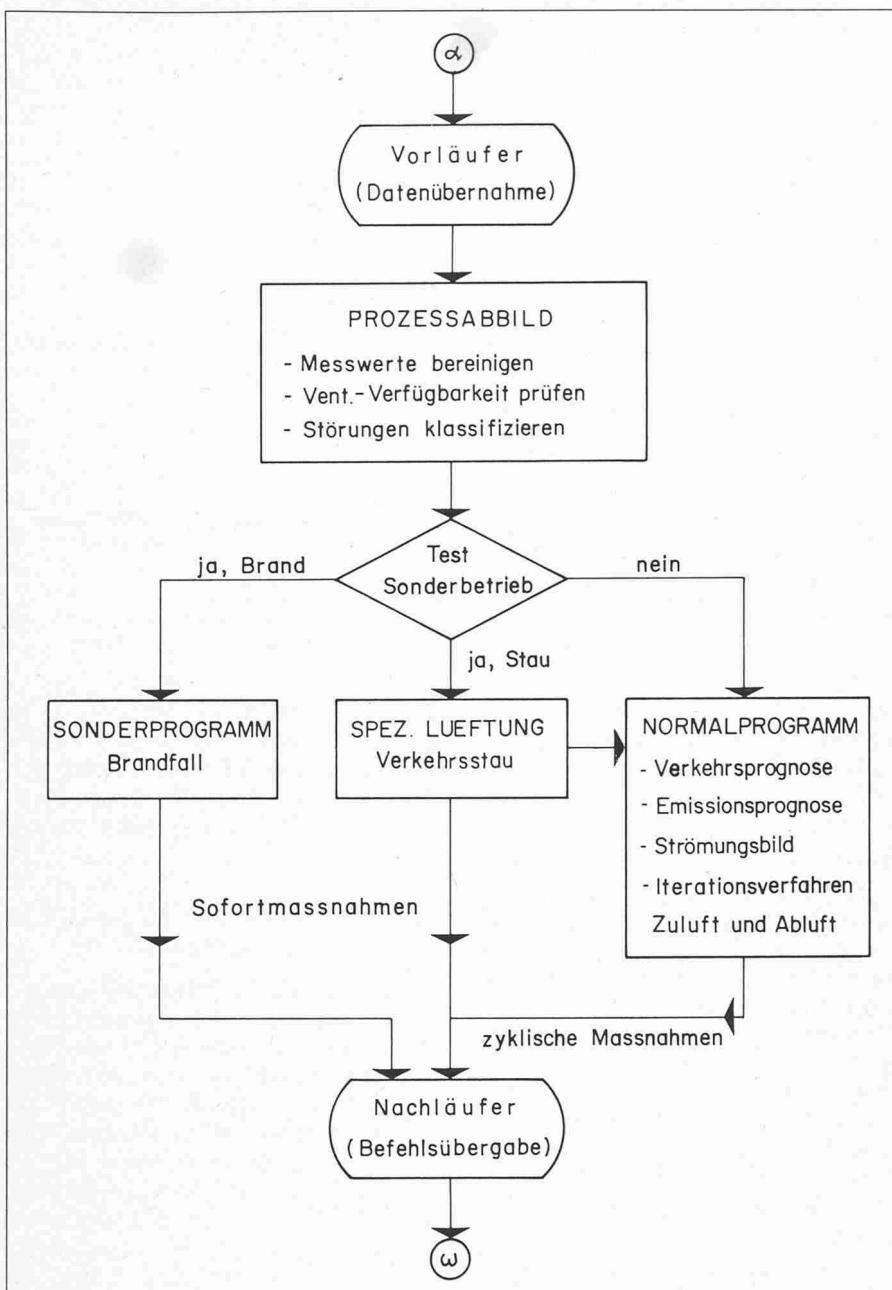 α
Vorläufer
(Datenübernahme)
PROZESSABBILD
- Messwerte bereinigen
- Vent.-Verfügbarkeit prüfen
- Störungen klassifizieren
Test
Sonderbetrieb
ja, Brand
nein
ja, Stau
SONDERPROGRAMM
Brandfall
SPEZ. LUEFTUNG
Verkehrsstau
NORMALPROGRAMM
- Verkehrsprognose
- Emissionsprognose
- Strömungsbild
- Iterationsverfahren
Zuluft und Abluft
Sofortmassnahmen
zyklische Massnahmen
Nachläufer
(Befehlsübergabe)
ω